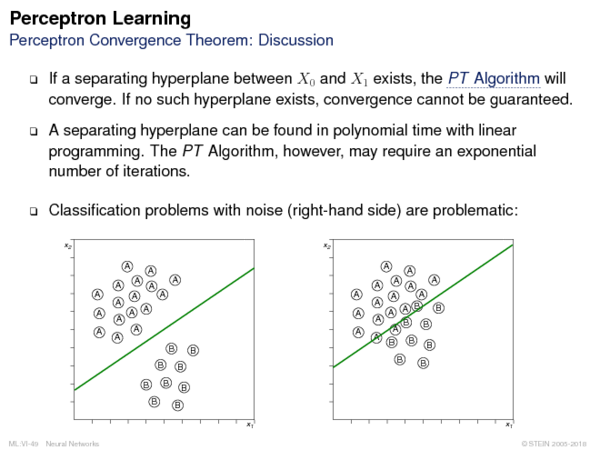 Perceptron Learning
Perceptron Convergence Theorem: Discussion
❑ If a separating hyperplane between X0 and X1 exists, the PT Algorithm will
converge. If no such hyperplane exists, convergence cannot be guaranteed.
❑ A separating hyperplane can be found in polynomial time with linear
programming. The PT Algorithm, however, may require an exponential
number of iterations.
❑ Classification problems with noise (right-hand side) are problematic:
x2 x2
A A
A A
A A A A A A
A A A A
A A A A A A
A A A A A B B
A A A A A B B
A A A A A A
B B B B B
B B B B
B B B
B B
x1 x1
ML:VI-49 Neural Networks © STEIN 2005-2018